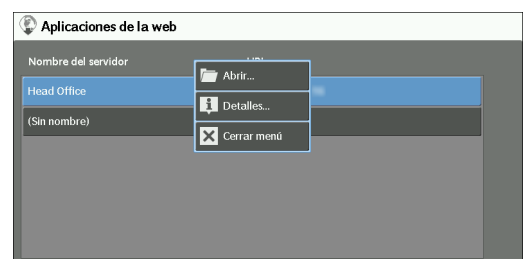 Aplicaciones de la web
Nombre del servidor
Abrir...
Head Office
Detalles...
(Sin nombre)
Cerrar menú